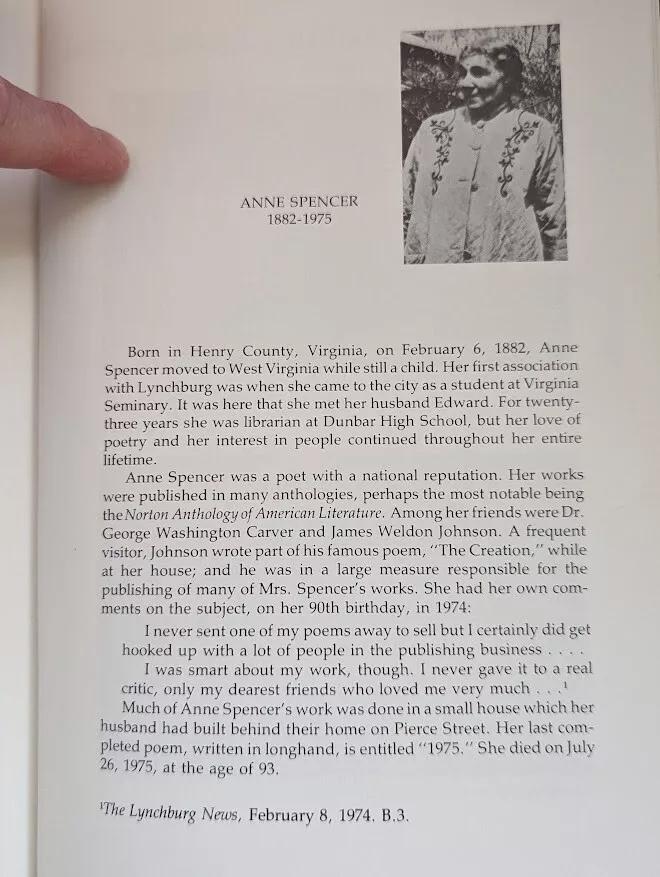 ANNE SPENCER
1882-1975
Born in Henry County, Virginia, on February 6, 1882, Anne
Spencer moved to West Virginia while still a child. Her first association
with Lynchburg was when she came to the city as a student at Virginia
Seminary. It was here that she met her husband Edward. For twenty-
three years she was librarian at Dunbar High School, but her love of
poetry and her interest in people continued throughout her entire
lifetime.
Anne Spencer was a poet with a national reputation. Her works
were published in many anthologies, perhaps the most notable being
the Norton Anthology of American Literature. Among her friends were Dr.
George Washington Carver and James Weldon Johnson. A frequent
visitor, Johnson wrote part of his famous poem, "The Creation," while
at her house; and he was in a large measure responsible for the
publishing of many of Mrs. Spencer's works. She had her own com-
ments on the subject, on her 90th birthday, in 1974:
I never sent one of my poems away to sell but I certainly did get
hooked up with a lot of people in the publishing business . . . .
I was smart about my work, though. I never gave it to a real
critic, only my dearest friends who loved me very much . . .¹
Much of Anne Spencer's work was done in a small house which her
husband had built behind their home on Pierce Street. Her last com-
pleted poem, written in longhand, is entitled "1975." She died on July
26, 1975, at the age of 93.
¹The Lynchburg News, February 8, 1974. B.3.